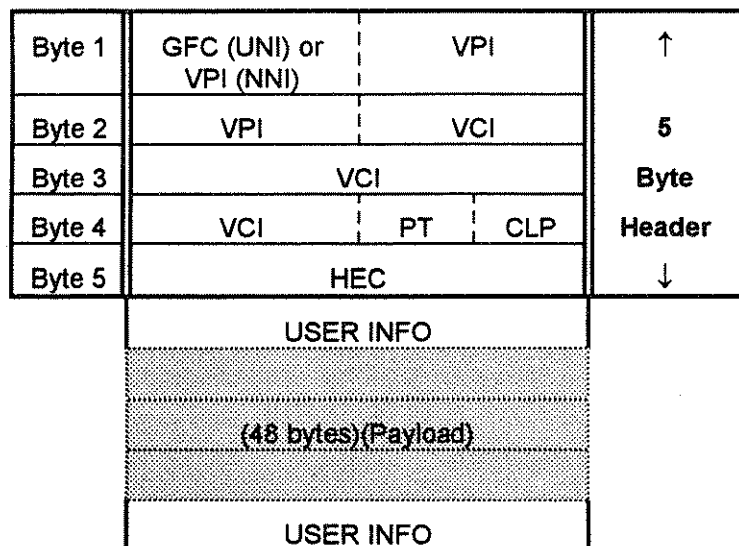 Byte 1 GFC (UNI) or VPI ↑
VPI (NNI)
Byte 2 VPI VCI 5
Byte 3 VCI Byte
Byte 4 VCI PT CLP Header
Byte 5 HEC ↓
USER INFO
(48 bytes)(Payload)
USER INFO